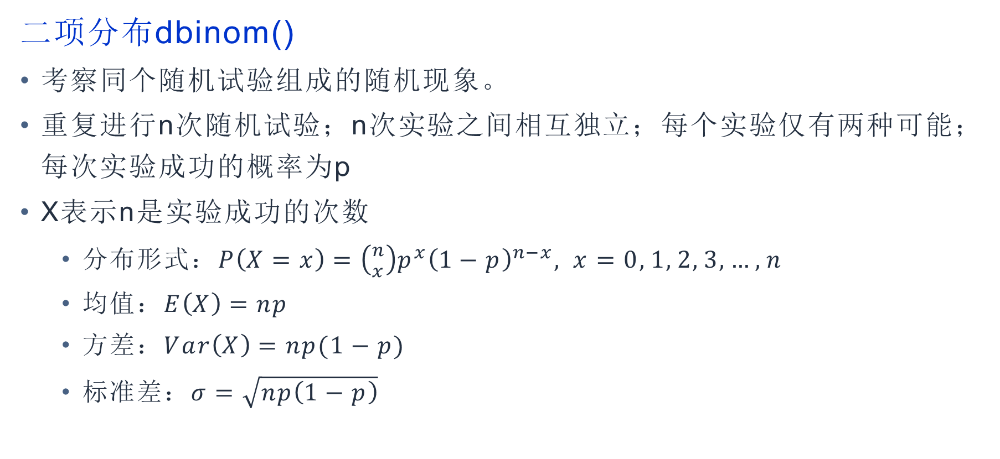 二项分布dbinom()
• 考察同个随机试验组成的随机现象。
• 重复进行n次随机试验；n次实验之间相互独立；每个实验仅有两种可能；
每次实验成功的概率为p
• X表示n是实验成功的次数
• 分布形式：P(X = x) = \binom{n}{x} p^x (1 − p)^{n−x}, x = 0, 1, 2, 3, … , n
• 均值：E(X) = np
• 方差：Var(X) = np(1 − p)
• 标准差：σ = \sqrt{np(1 − p)}